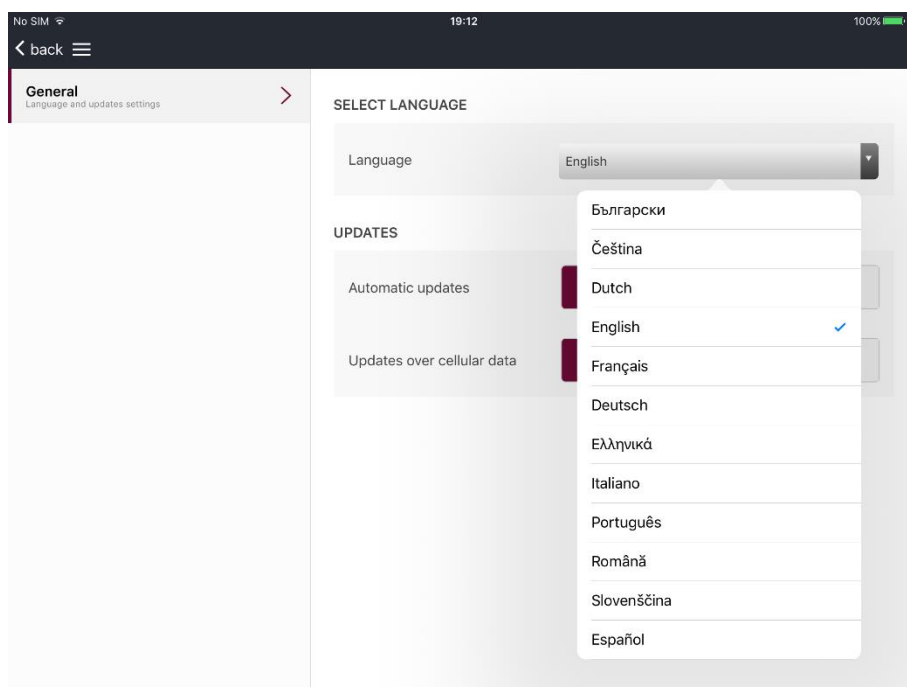 No SIM 19:12 100%
back
General
Language and updates settings
SELECT LANGUAGE
Language English
Български
UPDATES
Čeština
Automatic updates Dutch
English
Updates over cellular data Français
Deutsch
Ελληνικά
Italiano
Português
Română
Slovenščina
Español